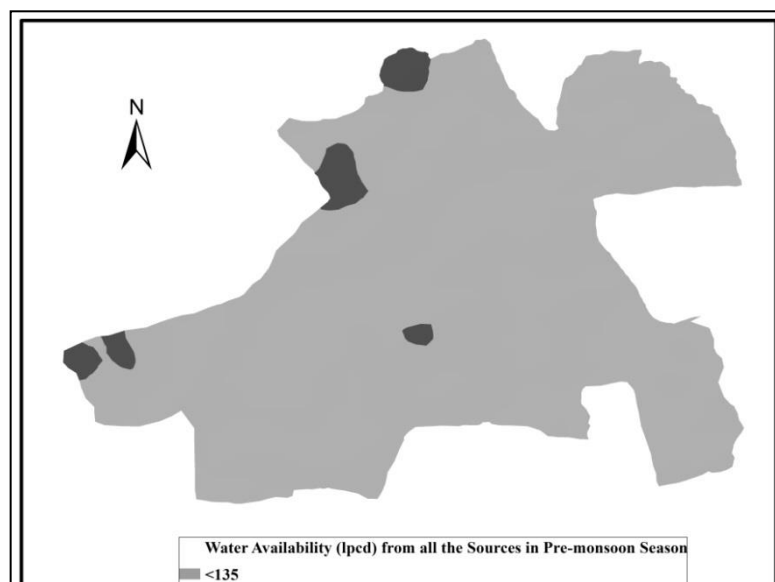 N
Water Availability (lpcd) from all the Sources in Pre-monsoon Season
<135